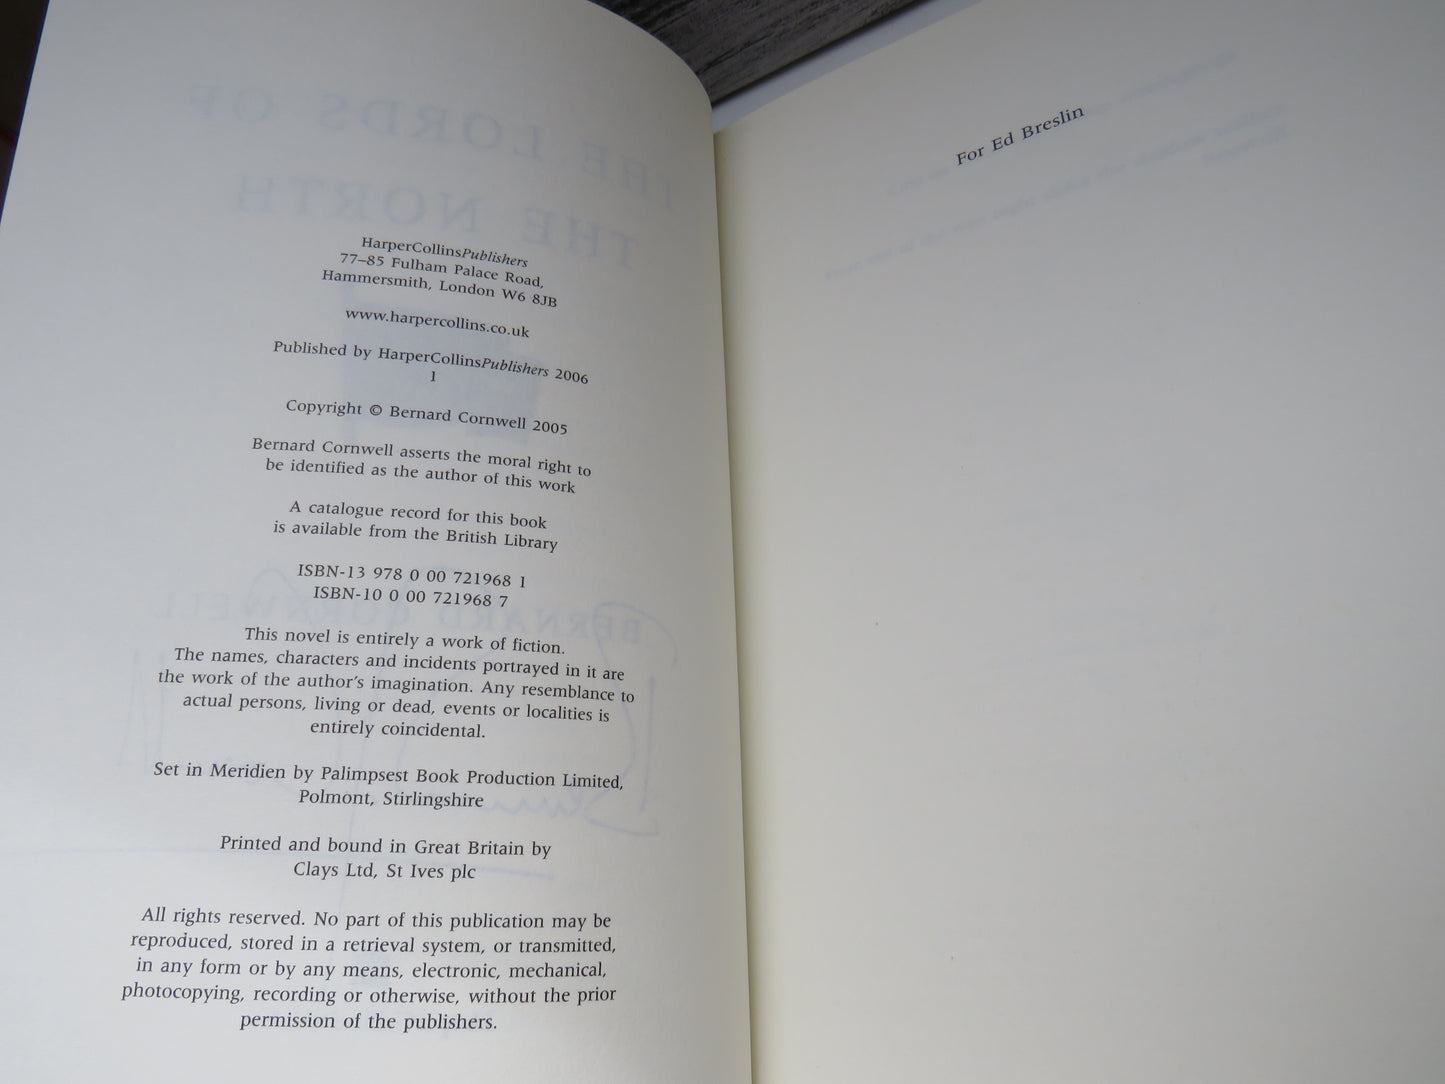 HarperCollinsPublishers
77–85 Fulham Palace Road,
Hammersmith, London W6 8JB
www.harpercollins.co.uk
Published by HarperCollinsPublishers 2006
1
Copyright © Bernard Cornwell 2005
Bernard Cornwell asserts the moral right to
be identified as the author of this work
A catalogue record for this book
is available from the British Library
ISBN-13 978 0 00 721968 1
ISBN-10 0 00 721968 7
This novel is entirely a work of fiction.
The names, characters and incidents portrayed in it are
the work of the author's imagination. Any resemblance to
actual persons, living or dead, events or localities is
entirely coincidental.
Set in Meridien by Palimpsest Book Production Limited,
Polmont, Stirlingshire
Printed and bound in Great Britain by
Clays Ltd, St Ives plc
All rights reserved. No part of this publication may be
reproduced, stored in a retrieval system, or transmitted,
in any form or by any means, electronic, mechanical,
photocopying, recording or otherwise, without the prior
permission of the publishers.
For Ed Breslin
THE LORDS OF
THE NORTH
BERNARD CORNWELL